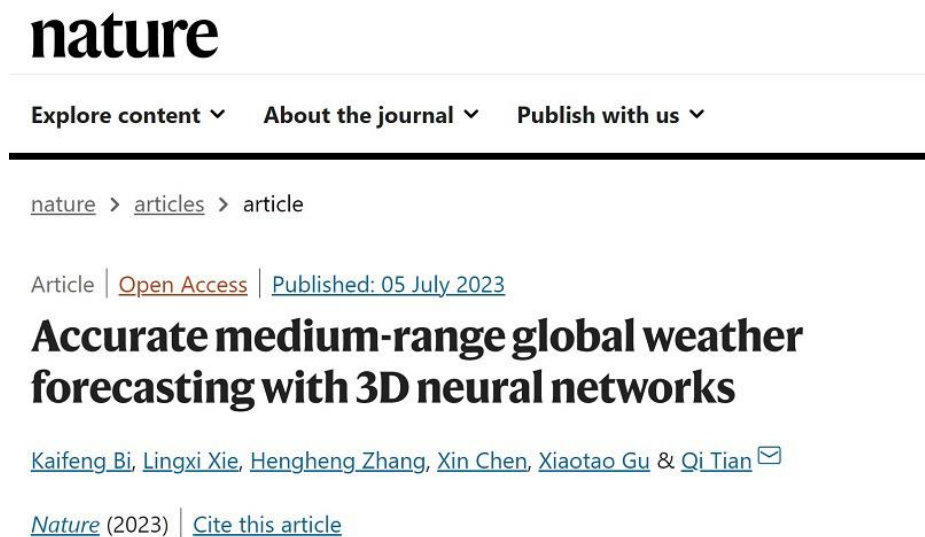 nature
Explore content About the journal Publish with us
nature > articles > article
Article | Open Access | Published: 05 July 2023
Accurate medium-range global weather
forecasting with 3D neural networks
Kaifeng Bi, Lingxi Xie, Hengheng Zhang, Xin Chen, Xiaotao Gu & Qi Tian
Nature (2023) | Cite this article